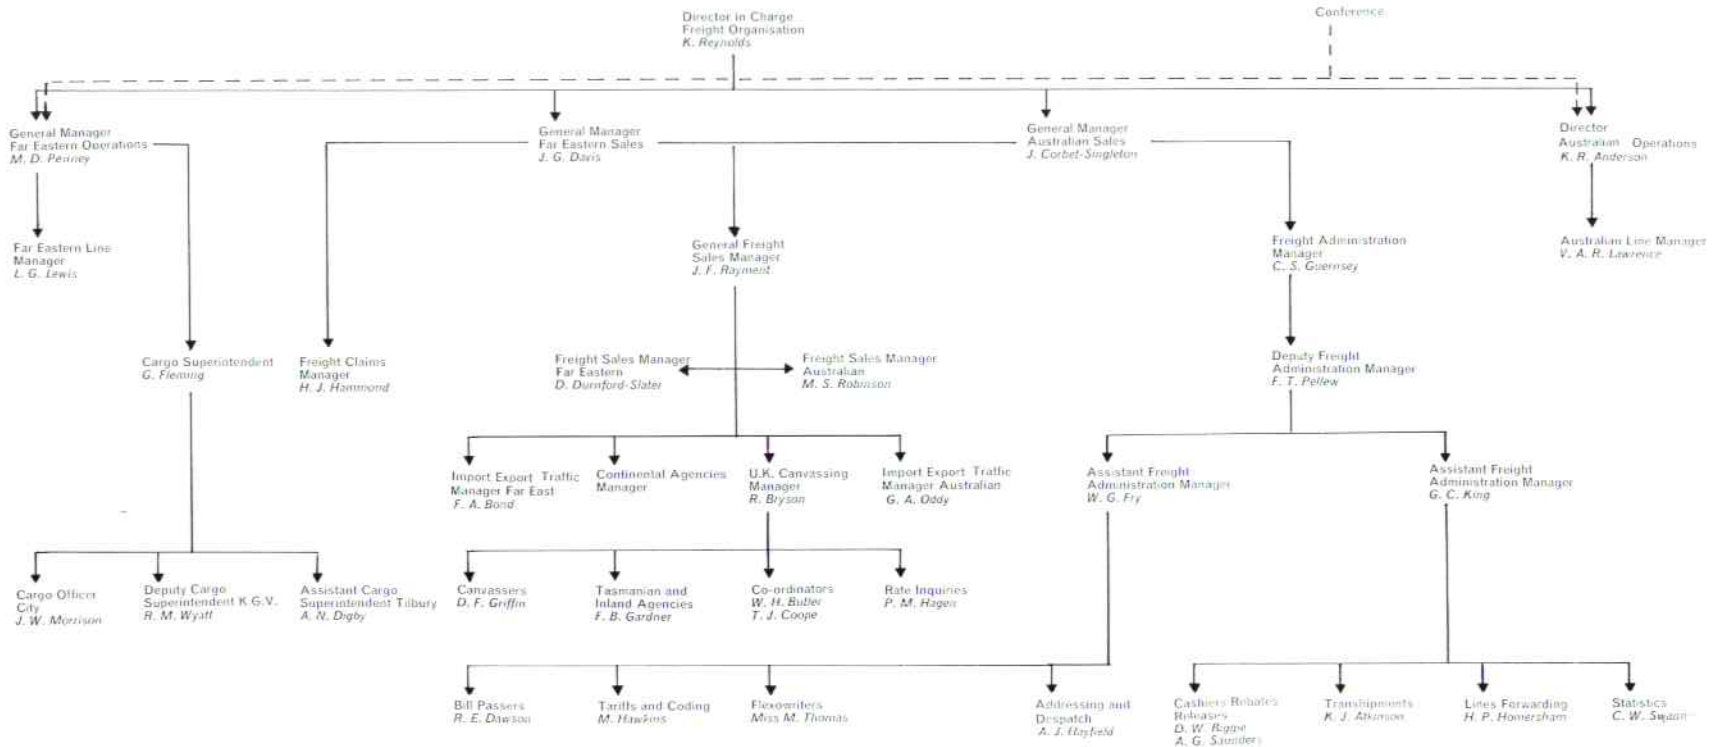 Director in Charge
Freight Organisation
K. Reynolds
Conference
General Manager
Far Eastern Operations
M. D. Penney
General Manager
Far Eastern Sales
J. G. Davis
General Manager
Australian Sales
J. Corbet-Singleton
Director
Australian Operations
K. R. Anderson
Far Eastern Line
Manager
L. G. Lewis
General Freight
Sales Manager
J. F. Rayment
Freight Administration
Manager
C. S. Guernsey
Australian Line Manager
V. A. R. Lawrence
Cargo Superintendent
G. Fleming
Freight Claims
Manager
H. J. Hammond
Freight Sales Manager
Far Eastern
D. Durnford-Slater
Freight Sales Manager
Australian
M. S. Robinson
Deputy Freight
Administration Manager
F. T. Pellew
Import Export Traffic
Manager Far East
F. A. Bond
Continental Agencies
Manager
U.K. Canvassing
Manager
R. Bryson
Import Export Traffic
Manager Australian
G. A. Oddy
Assistant Freight
Administration Manager
W. G. Fry
Assistant Freight
Administration Manager
G. C. King
Cargo Officer
City
J. W. Morrison
Deputy Cargo
Superintendent K.G.V.
R. M. Wyatt
Assistant Cargo
Superintendent Tilbury
A. N. Digby
Canvassers
D. F. Griffin
Tasmanian and
Inland Agencies
F. B. Gardner
Co-ordinators
W. H. Butler
T. J. Coope
Rate Inquiries
P. M. Hagen
Bill Passers
R. E. Dawson
Tariffs and Coding
M. Hawkins
Flexowriters
Miss M. Thomas
Addressing and
Despatch
A. J. Hayfield
Cashiers Rebates
Releases
D. W.
A. G. Saunders
Transhipments
K. J. Atkinson
Lines Forwarding
H. P. Homersham
Statistics
C. W.